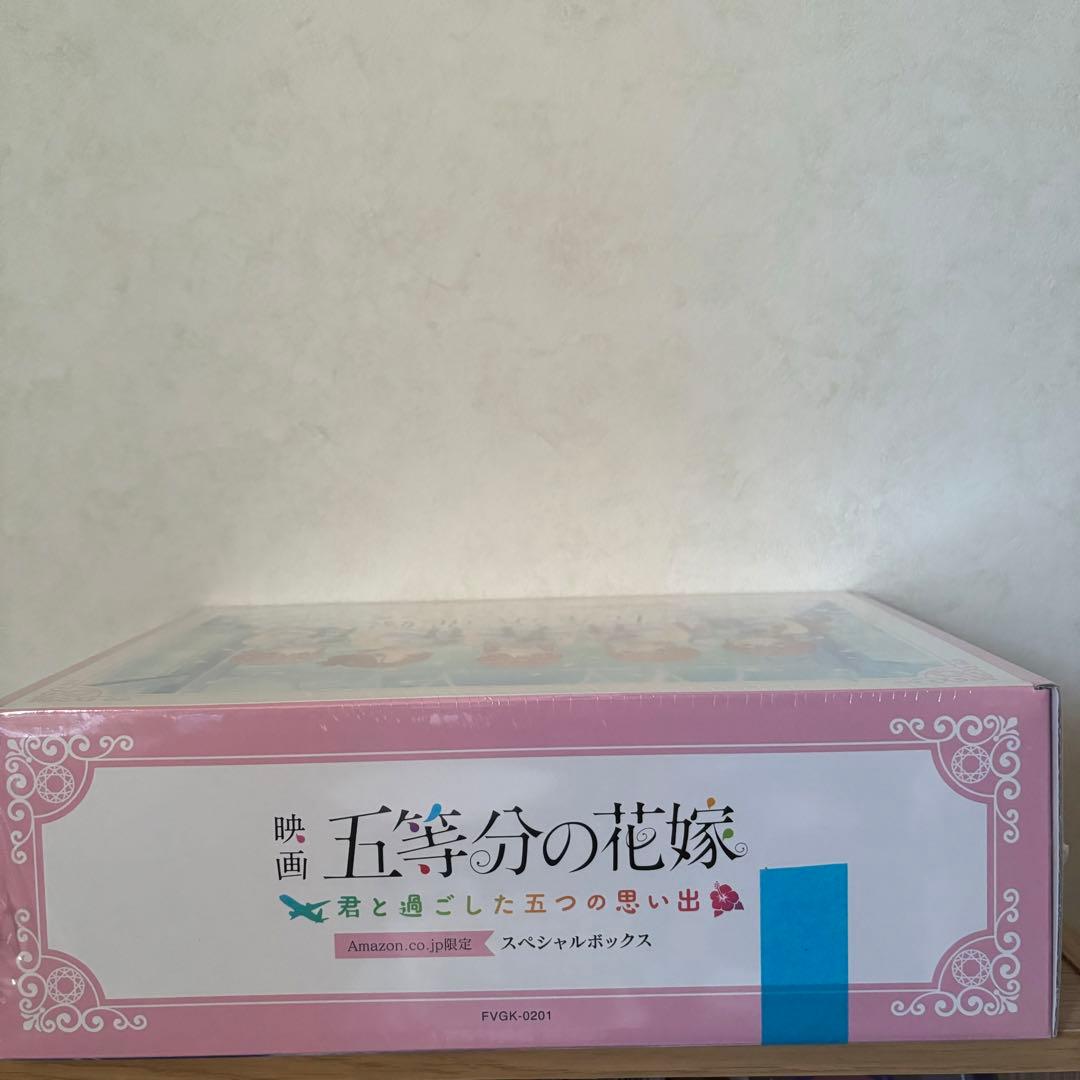 映画 五等分の花嫁
君と過ごした五つの思い出
Amazon.co.jp限定 スペシャルボックス
FVGK-0201